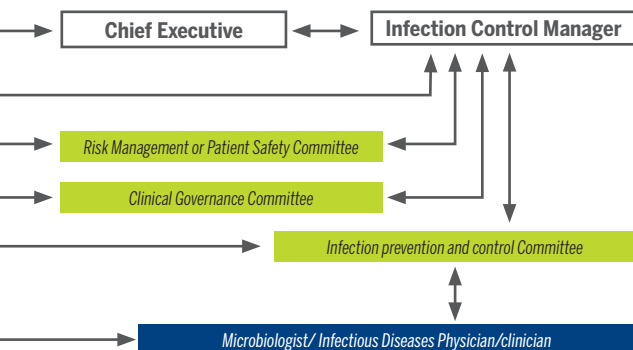 Chief Executive
Infection Control Manager
Risk Management or Patient Safety Committee
Clinical Governance Committee
Infection prevention and control Committee
Microbiologist/ Infectious Diseases Physician/clinician